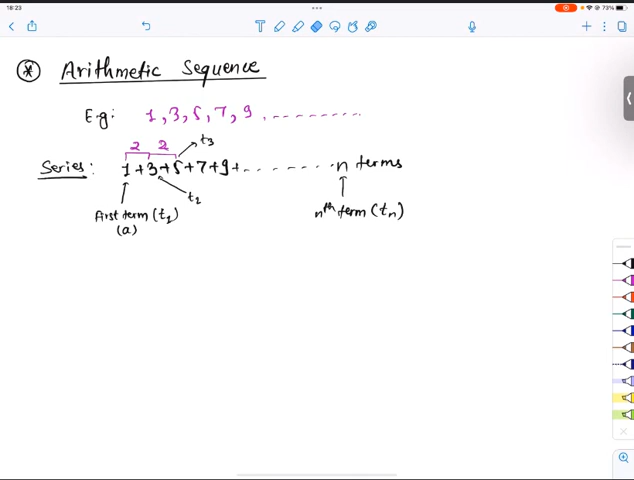 18:23
73%
Arithmetic Sequence
E.g: 1, 3, 5, 7, 9, ..........
2 2 t3
Series: 1 + 3 + 5 + 7 + 9 + .......... n terms
t2
First term (t1)
(a)
nth term (tn)